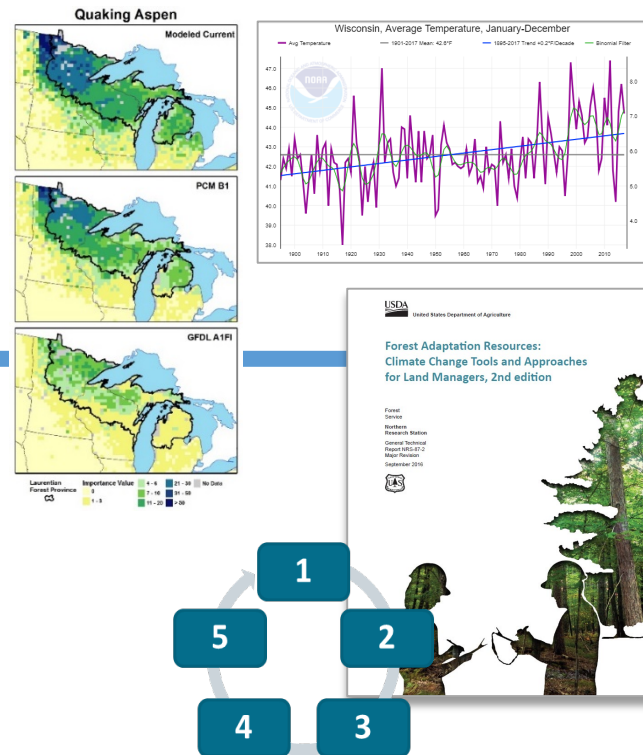 Quaking Aspen
Modeled Current
PCM B1
GFDL A1FI
Laurentian
Forest Province
Importance Value
0
1 - 3
4 - 6
7 - 10
11 - 20
21 - 30
31 - 50
> 50
No Data
Wisconsin, Average Temperature, January-December
Avg Temperature
1901-2017 Mean: 42.6°F
1895-2017 Trend +0.2°F/Decade
Binomial Filter
NOAA
47.0
46.0
45.0
44.0
43.0
42.0
41.0
40.0
39.0
38.0
8.0
7.0
6.0
5.0
4.0
1900
1910
1920
1930
1940
1950
1960
1970
1980
1990
2000
2010
USDA
United States Department of Agriculture
Forest Adaptation Resources:
Climate Change Tools and Approaches
for Land Managers, 2nd edition
Forest
Service
Northern
Research Station
General Technical
Report NRS-87-2
Major Revision
September 2016
1
2
3
4
5